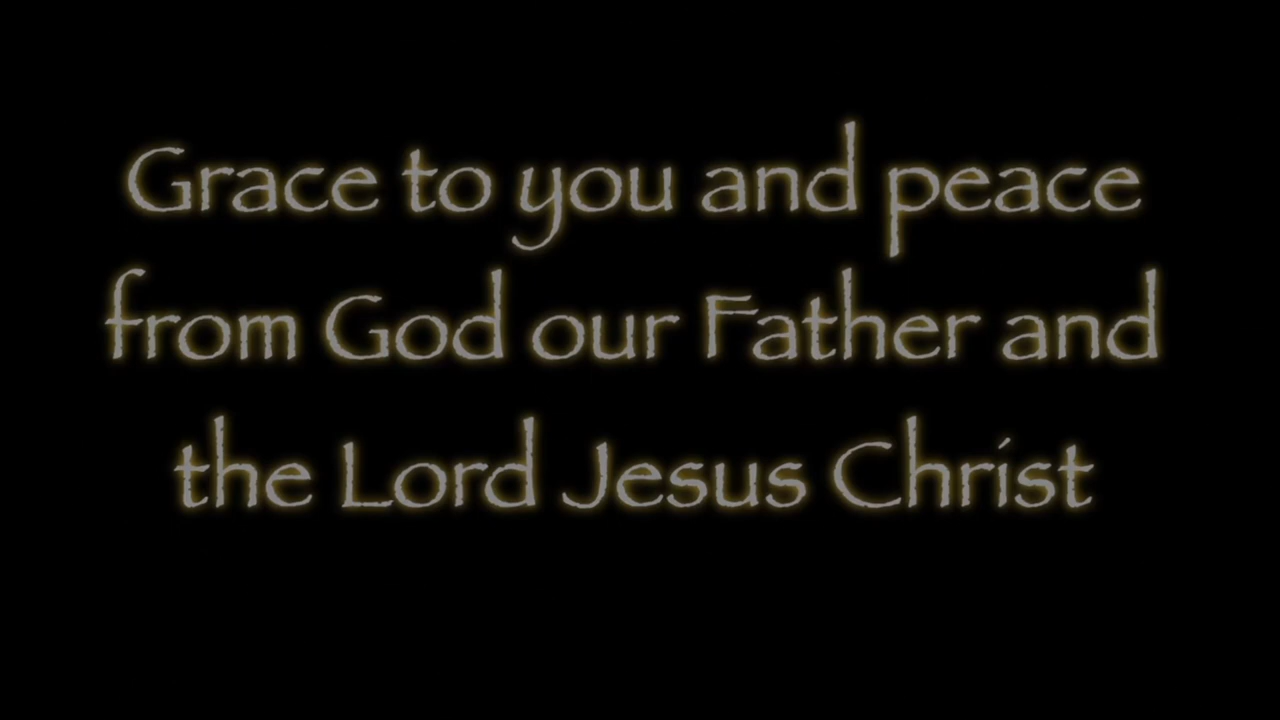 Grace to you and peace
from God our Father and
the Lord Jesus Christ